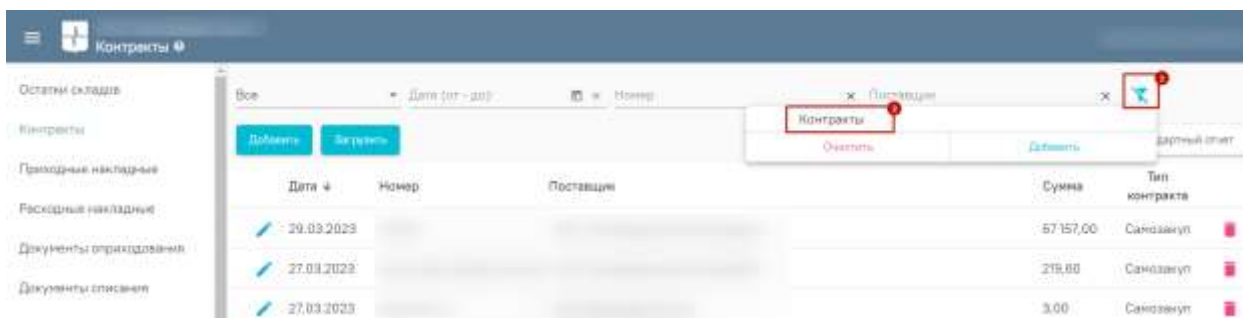 Контракты
Остатки складов
Контракты
Приходные накладные
Расходные накладные
Документы оприходования
Документы списания
Все
Дата (от - до)
Номер
Поставщик
Контракты
Очистить
Добавить
Добавить
Загрузить
дартный отчет
Дата
Номер
Поставщик
Сумма
Тип контракта
29.03.2023
67 157,00
Самозакуп
27.03.2023
219,60
Самозакуп
27.03.2023
3,00
Самозакуп